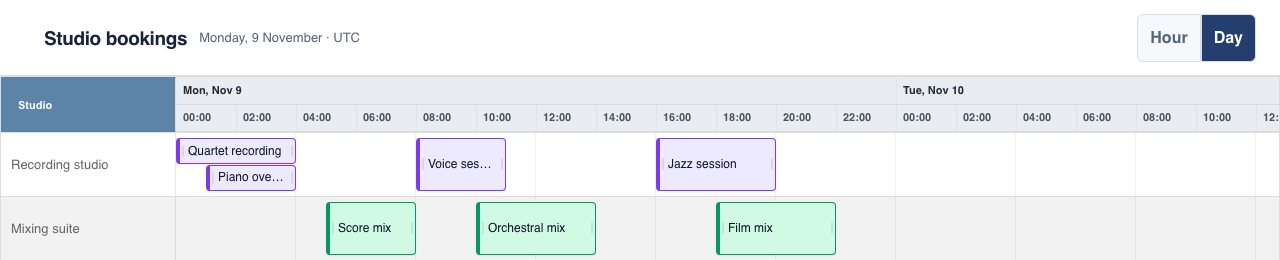 Studio bookings Monday, 9 November · UTC Hour Day
Studio Mon, Nov 9 Tue, Nov 10
00:00 02:00 04:00 06:00 08:00 10:00 12:00 14:00 16:00 18:00 20:00 22:00 00:00 02:00 04:00 06:00 08:00 10:00 12:
Recording studio Quartet recording Voice ses… Jazz session
Piano ove…
Mixing suite Score mix Orchestral mix Film mix